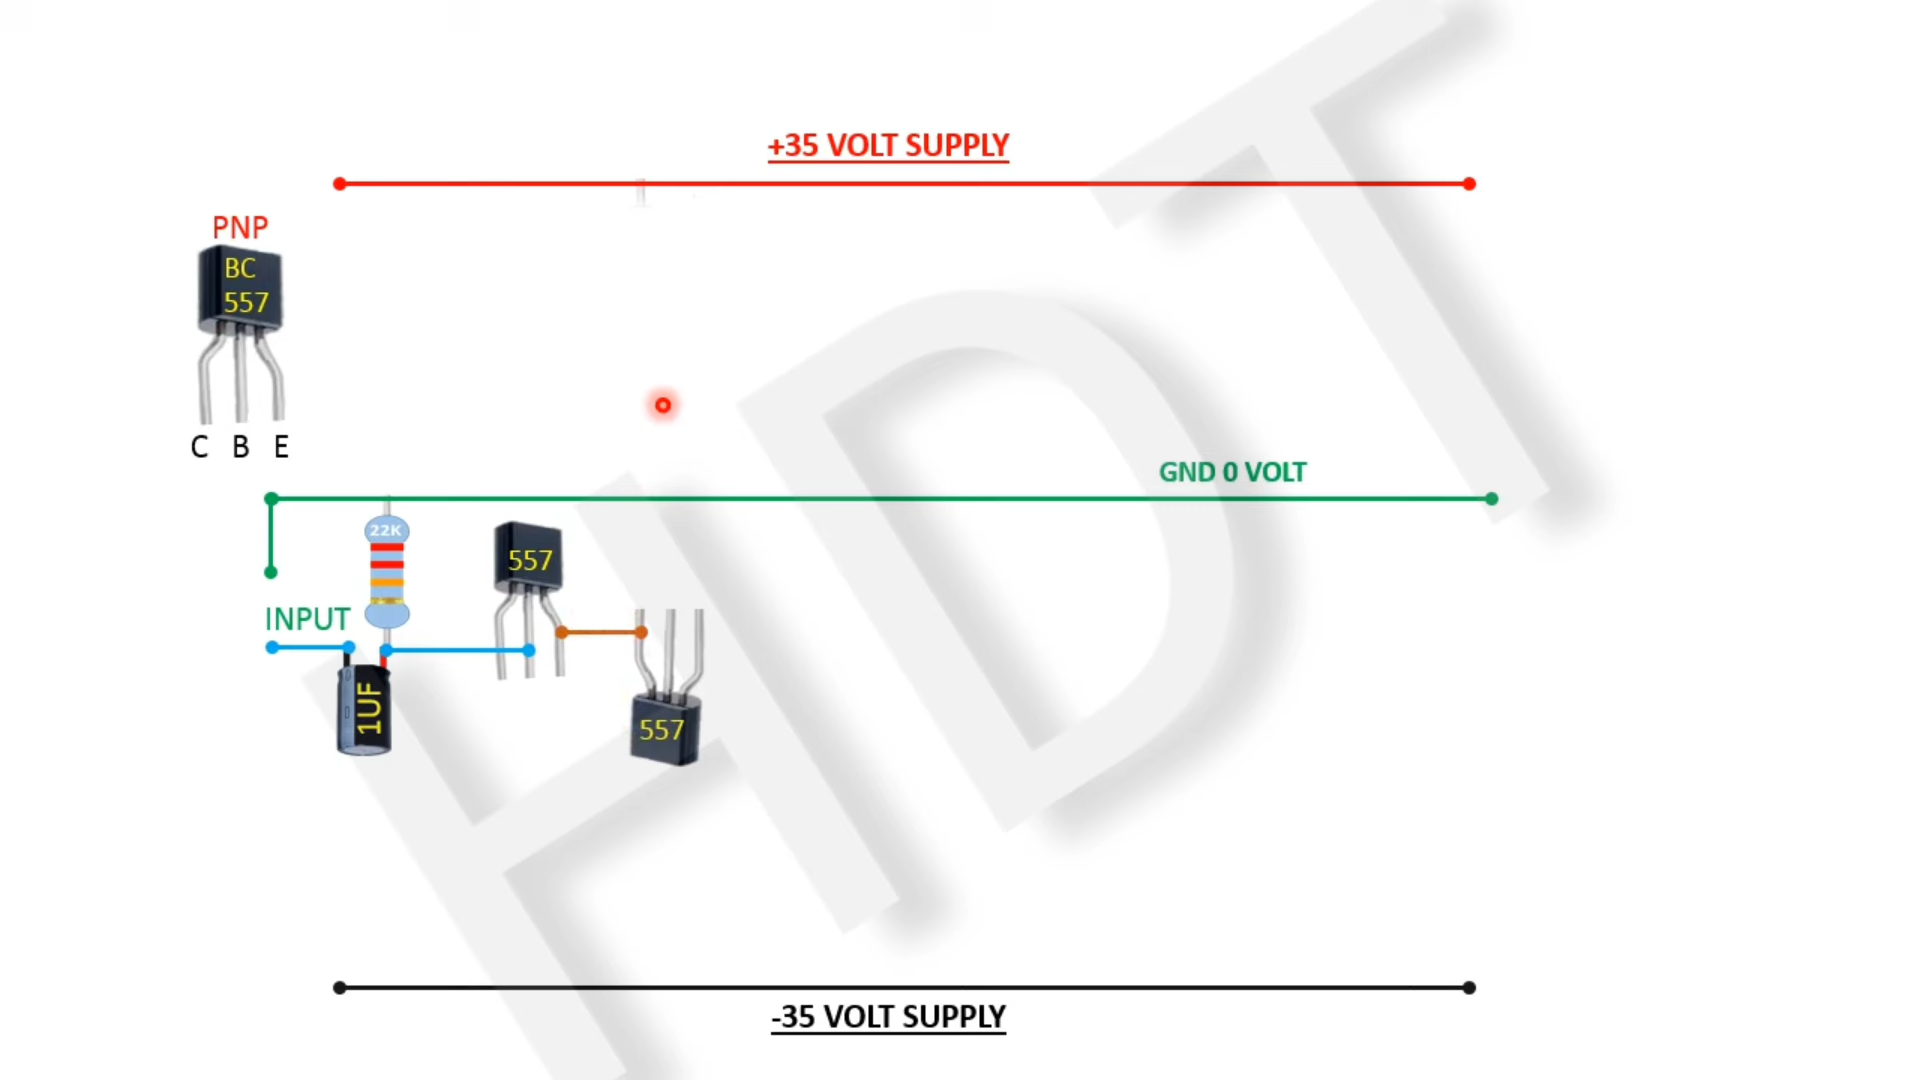 +35 VOLT SUPPLY
PNP
BC
557
C B E
GND 0 VOLT
22K
557
INPUT
1UF
557
-35 VOLT SUPPLY
HDT